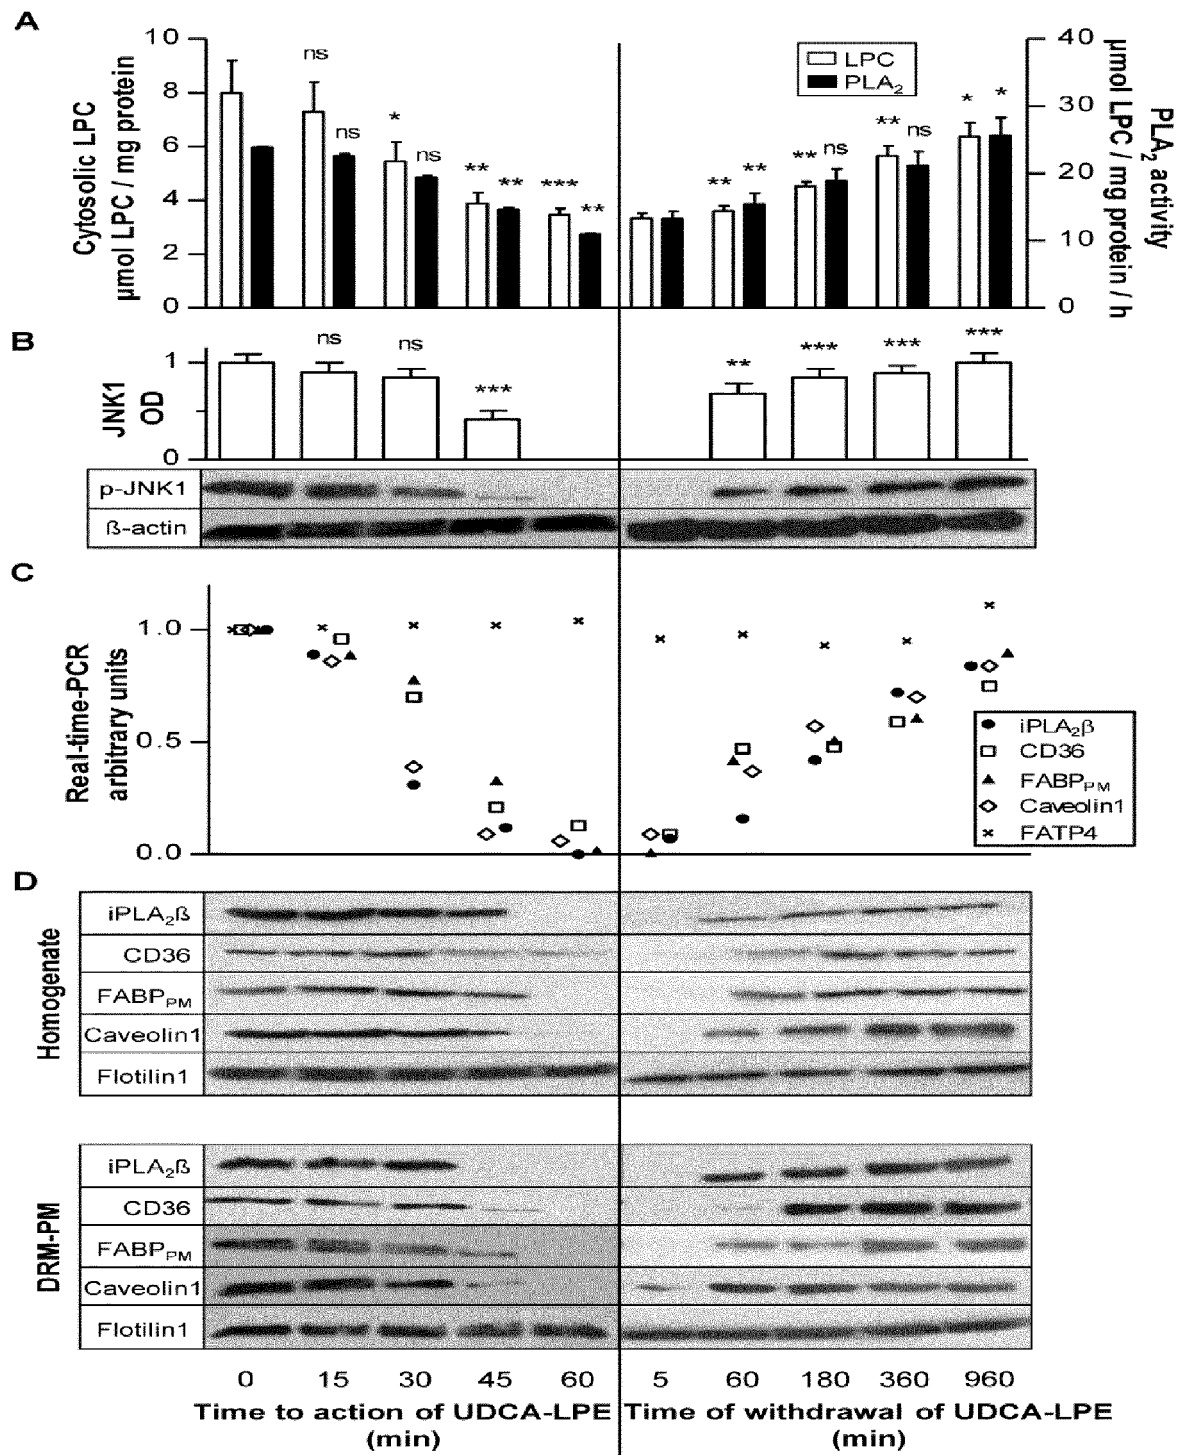 A
10
8
6
4
2
0
Cytosolic LPC
µmol LPC / mg protein
ns
ns
*
ns
**
**
***
**
**
**
**
ns
**
ns
*
*
LPC
PLA₂
40
30
20
10
0
PLA₂ activity
µmol LPC / mg protein / h
B
1
0
JNK1
OD
ns
ns
***
**
***
***
***
p-JNK1
ß-actin
C
1.0
0.5
0.0
Real-time-PCR
arbitrary units
iPLA₂β
CD36
FABPPM
Caveolin1
FATP4
D
Homogenate
iPLA₂ß
CD36
FABPPM
Caveolin1
Flotilin1
DRM-PM
iPLA₂ß
CD36
FABPPM
Caveolin1
Flotilin1
0 15 30 45 60 5 60 180 360 960
Time to action of UDCA-LPE
(min)
Time of withdrawal of UDCA-LPE
(min)